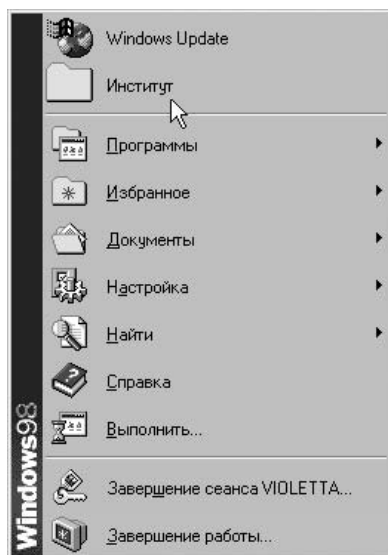 Windows Update
Институт
Программы
Избранное
Документы
Настройка
Найти
Справка
Выполнить...
Завершение сеанса VIOLETTA...
Завершение работы...
Windows98